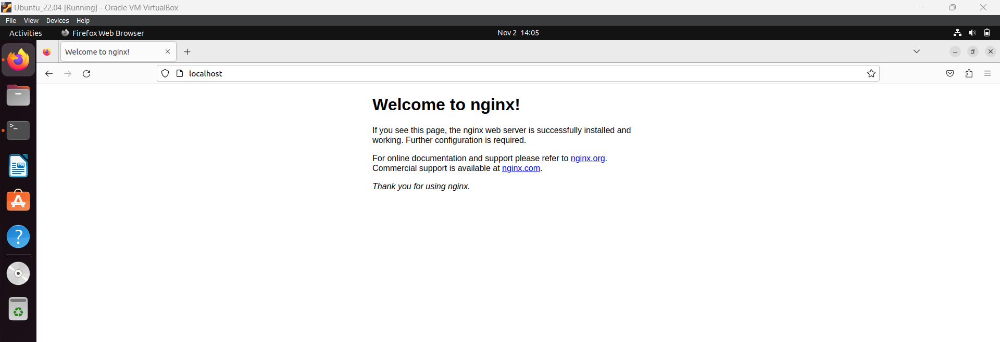 Ubuntu_22.04 [Running] - Oracle VM VirtualBox
File View Devices Help
Activities Firefox Web Browser Nov 2 14:05
Welcome to nginx!
localhost
Welcome to nginx!
If you see this page, the nginx web server is successfully installed and
working. Further configuration is required.
For online documentation and support please refer to nginx.org.
Commercial support is available at nginx.com.
Thank you for using nginx.